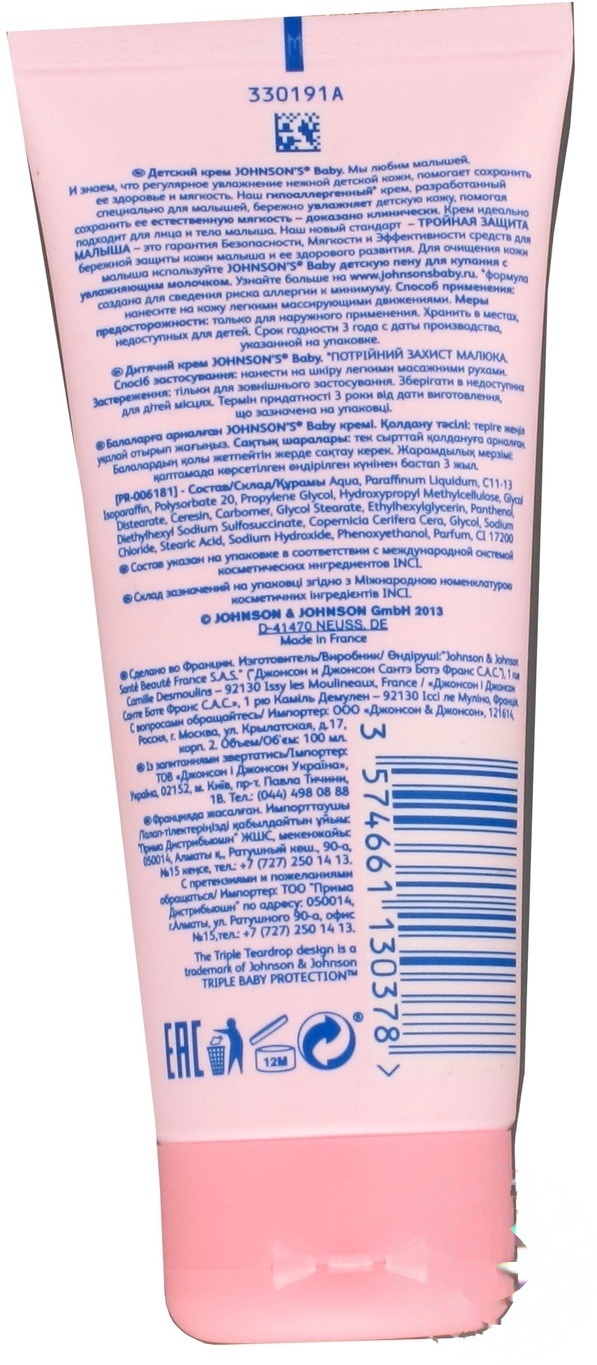 330191A
Детский крем JOHNSON'S® Baby. Мы любим малышей.
И знаем, что регулярное увлажнение нежной детской кожи, помогает сохранить
ее здоровье и мягкость. Наш гипоаллергенный* крем, разработанный
специально для малышей, бережно увлажняет детскую кожу, помогая
сохранить ее естественную мягкость – доказано клинически. Крем идеально
подходит для лица и тела малыша. Наш новый стандарт – ТРОЙНАЯ ЗАЩИТА
МАЛЫША – это гарантия Безопасности, Мягкости и Эффективности средств для
бережной защиты кожи малыша и ее здорового развития. Для очищения кожи
малыша используйте JOHNSON'S® Baby детскую пену для купания с
увлажняющим молочком. Узнайте больше на www.johnsonsbaby.ru. *формула
создана для сведения риска аллергии к минимуму. Способ применения:
нанесите на кожу легкими массирующими движениями. Меры
предосторожности: только для наружного применения. Хранить в местах,
недоступных для детей. Срок годности 3 года с даты производства,
указанной на упаковке.
Дитячий крем JOHNSON'S® Baby. "ПОТРІЙНИЙ ЗАХИСТ МАЛЮКА.
Спосіб застосування: нанести на шкіру легкими масажними рухами.
Застереження: тільки для зовнішнього застосування. Зберігати в недоступних
для дітей місцях. Термін придатності 3 роки від дати виготовлення,
що зазначена на упаковці.
Балаларға арналған JOHNSON'S® Baby кремі. Қолдану тәсілі: теріге жеңіл
уқалай отырып жағыңыз. Сақтық шаралары: тек сырттай қолдануға арналған.
Балалардың қолы жетпейтін жерде сақтау керек. Жарамдылық мерзімі:
қаптамада көрсетілген өндірілген күнінен бастап 3 жыл.
[PR-006181] - Состав/Склад/Құрамы Aqua, Paraffinum Liquidum, C11-13
Isoparaffin, Polysorbate 20, Propylene Glycol, Hydroxypropyl Methylcellulose, Glycol
Distearate, Ceresin, Carbomer, Glycol Stearate, Ethylhexylglycerin, Panthenol,
Diethylhexyl Sodium Sulfosuccinate, Copernicia Cerifera Cera, Glycol, Sodium
Chloride, Stearic Acid, Sodium Hydroxide, Phenoxyethanol, Parfum, CI 17200
Состав указан на упаковке в соответствии с международной системой
косметических ингредиентов INCI.
Склад зазначений на упаковці згідно з Міжнародною номенклатурою
косметичних інгредієнтів INCI.
© JOHNSON & JOHNSON GmbH 2013
D-41470 NEUSS, DE
Made in France
Сделано во Франции. Изготовитель/Виробник/ Өндіруші:"Johnson & Johnson
Santé Beauté France S.A.S." ("Джонсон и Джонсон Сантэ Ботэ Франс С.А.С"), 1 rue
Camille Desmoulins – 92130 Issy les Moulineaux, France / «Джонсон і Джонсон
Санте Боте Франс С.А.С.», 1 рю Каміль Демулен – 92130 Іссі ле Муліно, Франція
С вопросами обращайтесь/ Импортер: ООО «Джонсон & Джонсон», 121614,
Россия, г. Москва, ул. Крылатская, д.17,
корп. 2. Объем/Об'єм: 100 мл.
Із запитаннями звертатись/Імпортер:
ТОВ «Джонсон і Джонсон Україна»,
Україна, 02152, м. Київ, пр-т. Павла Тичини,
1В. Тел.: (044) 498 08 88
Францияда жасалған. Импорттаушы
/Талап-тілектеріңізді қабылдайтын ұйым:
"Прима Дистрибьюшн" ЖШС, мекенжайы:
050014, Алматы қ., Ратушный көш., 90-а,
№15 кеңсе, тел.: +7 (727) 250 14 13.
С претензиями и пожеланиями
обращаться/ Импортер: ТОО "Прима
Дистрибьюшн" по адресу: 050014,
г.Алматы, ул. Ратушного 90-а, офис
№15,тел.: +7 (727) 250 14 13.
The Triple Teardrop design is a
trademark of Johnson & Johnson
TRIPLE BABY PROTECTION™
3 574661 130378 >
EAC
12M
®